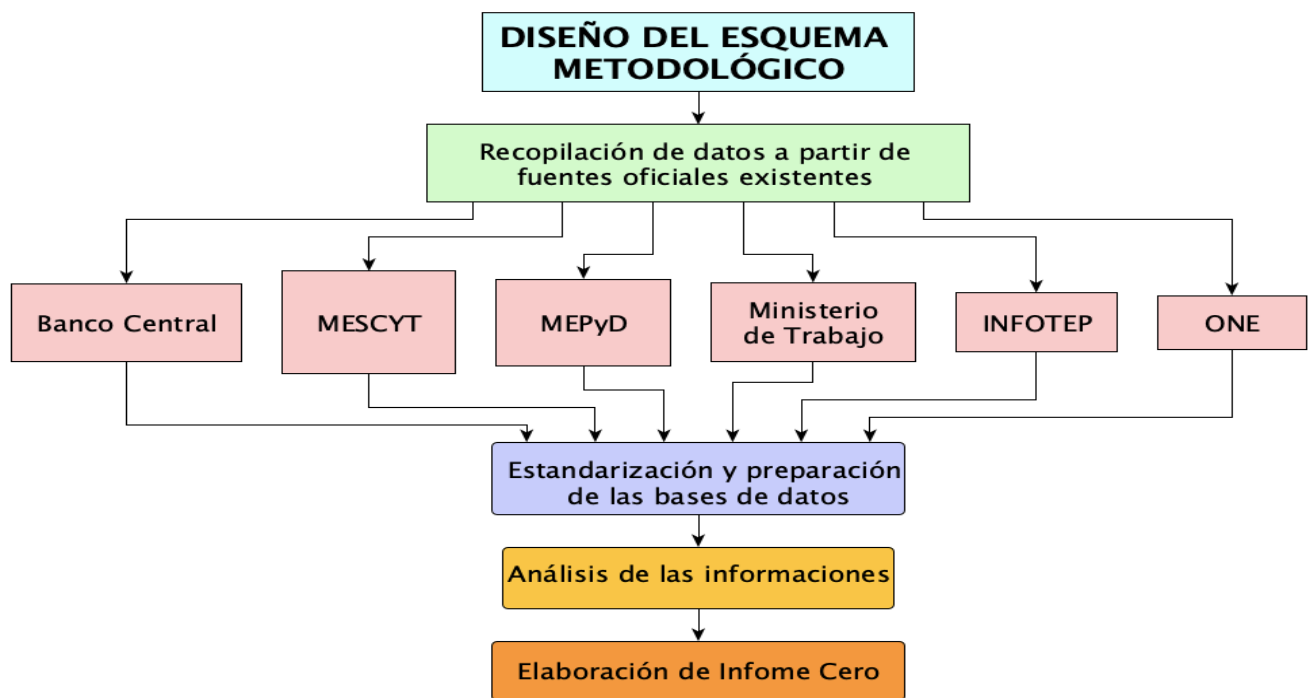 DISEÑO DEL ESQUEMA
METODOLÓGICO
Recopilación de datos a partir de
fuentes oficiales existentes
Banco Central
MESCYT
MEPyD
Ministerio
de Trabajo
INFOTEP
ONE
Estandarización y preparación
de las bases de datos
Análisis de las informaciones
Elaboración de Infome Cero